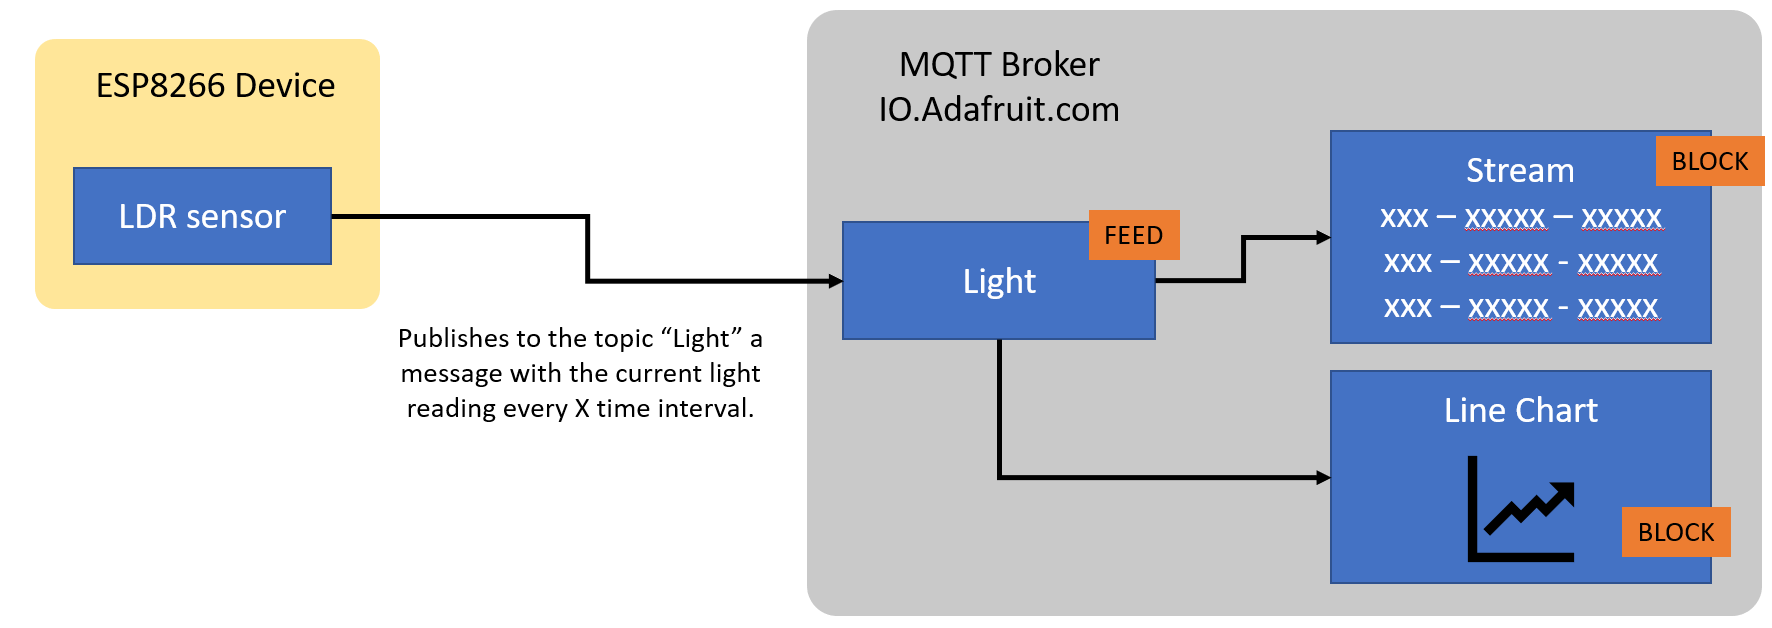 ESP8266 Device
LDR sensor
Publishes to the topic “Light” a
message with the current light
reading every X time interval.
MQTT Broker
IO.Adafruit.com
FEED
Light
BLOCK
Stream
xxx – xxxxx – xxxxx
xxx – xxxxx - xxxxx
xxx – xxxxx - xxxxx
Line Chart
BLOCK